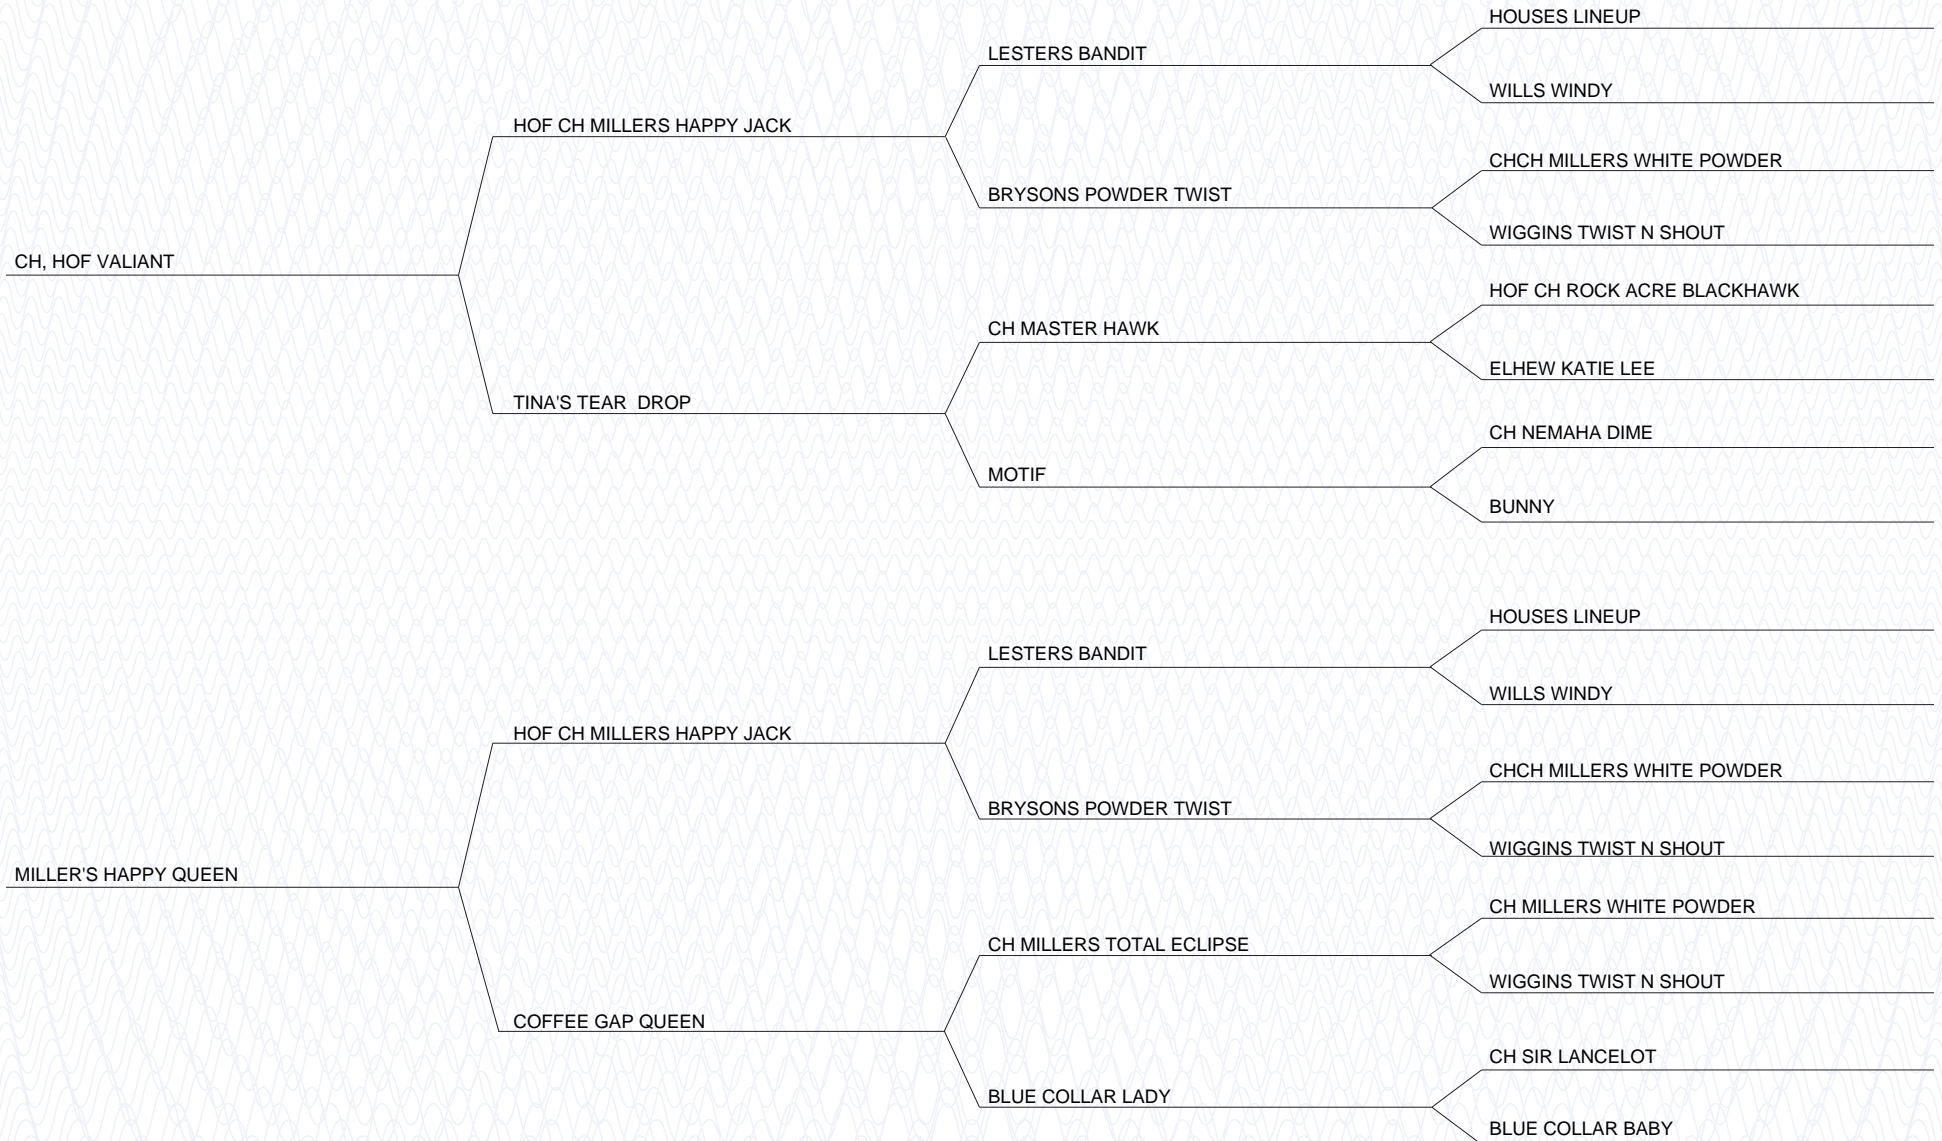 HOUSES LINEUP
LESTERS BANDIT
WILLS WINDY
HOF CH MILLERS HAPPY JACK
CHCH MILLERS WHITE POWDER
BRYSONS POWDER TWIST
WIGGINS TWIST N SHOUT
CH, HOF VALIANT
HOF CH ROCK ACRE BLACKHAWK
CH MASTER HAWK
ELHEW KATIE LEE
TINA'S TEAR  DROP
CH NEMAHA DIME
MOTIF
BUNNY
HOUSES LINEUP
LESTERS BANDIT
WILLS WINDY
HOF CH MILLERS HAPPY JACK
CHCH MILLERS WHITE POWDER
BRYSONS POWDER TWIST
WIGGINS TWIST N SHOUT
MILLER'S HAPPY QUEEN
CH MILLERS WHITE POWDER
CH MILLERS TOTAL ECLIPSE
WIGGINS TWIST N SHOUT
COFFEE GAP QUEEN
CH SIR LANCELOT
BLUE COLLAR LADY
BLUE COLLAR BABY